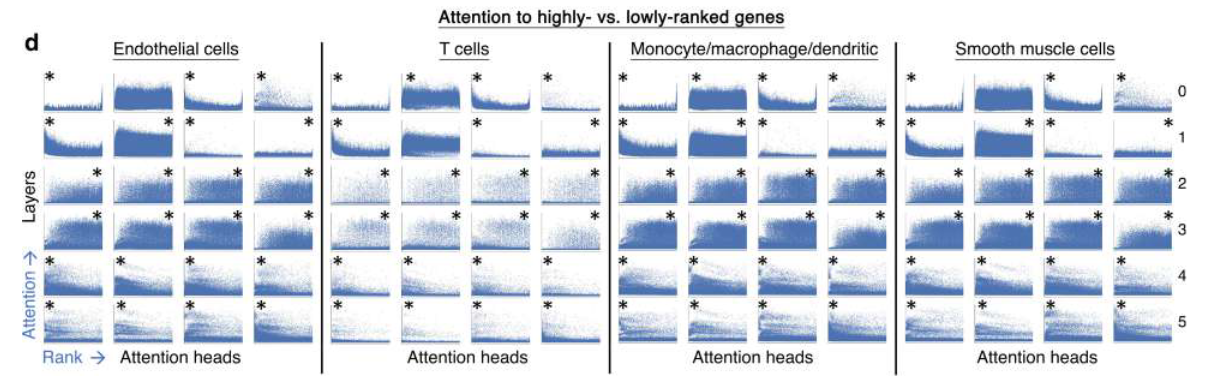 Attention to highly- vs. lowly-ranked genes
d
Endothelial cells
T cells
Monocyte/macrophage/dendritic
Smooth muscle cells
* * * *
* * * *
* * * *
* * * *
0
* * * *
* * * *
* * * *
* * * *
1
* * * *
* * * *
* * * *
* * * *
2
* * * *
* * * *
* * * *
* * * *
3
* * * *
* * * *
* * * *
* * * *
4
* * * *
* * * *
* * * *
* * * *
5
Layers
Attention →
Rank →
Attention heads
Attention heads
Attention heads
Attention heads